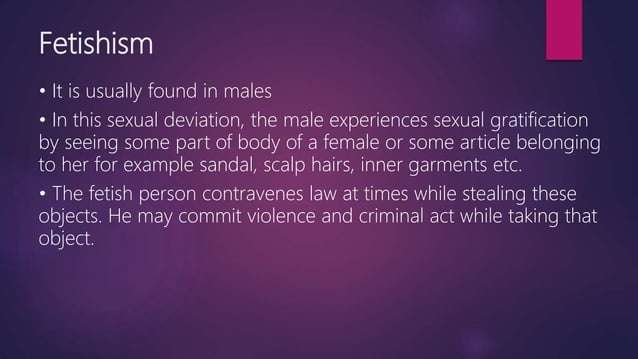 Fetishism
• It is usually found in males
• In this sexual deviation, the male experiences sexual gratification
by seeing some part of body of a female or some article belonging
to her for example sandal, scalp hairs, inner garments etc.
• The fetish person contravenes law at times while stealing these
objects. He may commit violence and criminal act while taking that
object.